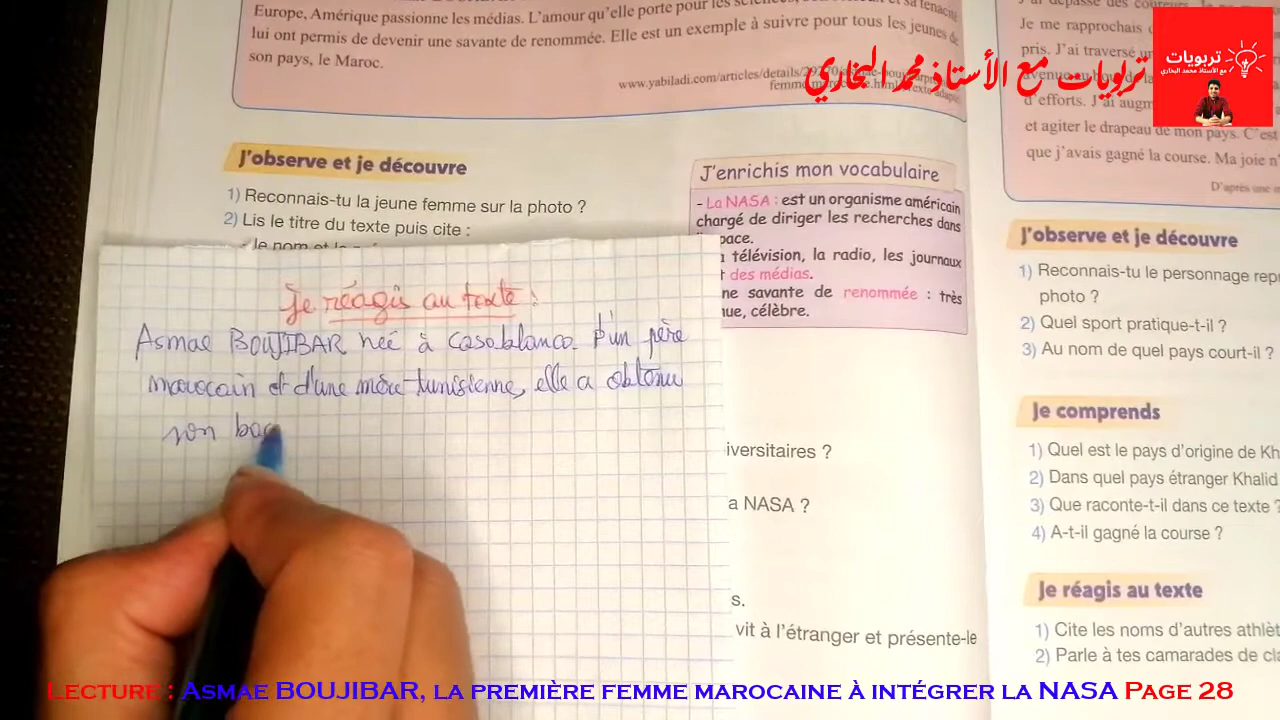 Europe, Amérique passionne les médias. L'amour qu'elle porte pour les
lui ont permis de devenir une savante de renommée. Elle est un exemple à suivre pour tous les jeunes de
son pays, le Maroc.
www.yabiladi.com/articles/details/
تربويات مع الأستاذ محمد البخاري
تربويات
مع الأستاذ محمد البخاري
J'observe et je découvre
1) Reconnais-tu la jeune femme sur la photo ?
2) Lis le titre du texte puis cite :
J'enrichis mon vocabulaire
- La NASA : est un organisme américain
chargé de diriger les recherches dans
télévision, la radio, les journaux
des médias.
ne savante de renommée : très
nue, célèbre.
Je réagis au texte :
Asmae BOUJIBAR née à Casablanca. D'un père
marocain et d'une mère tunisienne, elle a obtenu
son bac
iversitaires ?
a NASA ?
s.
vit à l'étranger et présente-le
Je me rapprochais
pris. J'ai traversé
d'efforts. J'ai
et agiter le drapeau de mon pays. C'est
que j'avais gagné la course. Ma joie
D'après une
J'observe et je découvre
1) Reconnais-tu le personnage
photo ?
2) Quel sport pratique-t-il ?
3) Au nom de quel pays court-il ?
Je comprends
1) Quel est le pays d'origine de Kh
2) Dans quel pays étranger Khalid
3) Que raconte-t-il dans ce texte ?
4) A-t-il gagné la course ?
Je réagis au texte
1) Cite les noms d'autres athlèt
2) Parle à tes camarades de
Lecture : Asmae BOUJIBAR, la première femme marocaine à intégrer la NASA Page 28